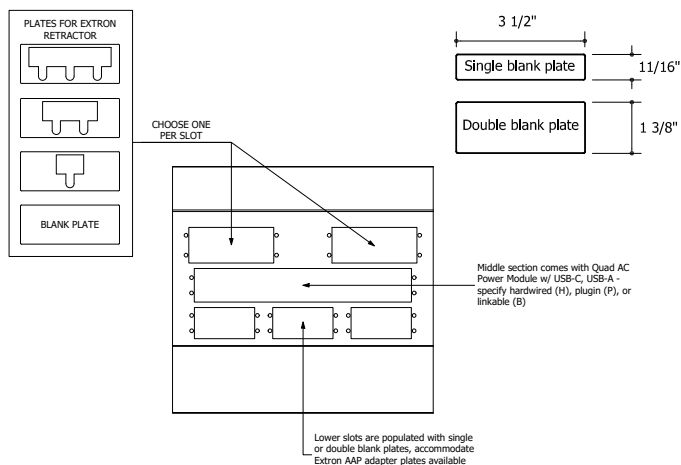 PLATES FOR EXTRON
RETRACTOR
BLANK PLATE
CHOOSE ONE
PER SLOT
3 1/2"
Single blank plate
11/16"
Double blank plate
1 3/8"
Middle section comes with Quad AC
Power Module w/ USB-C, USB-A -
specify hardwired (H), plugin (P), or
linkable (B)
Lower slots are populated with single
or double blank plates, accommodate
Extron AAP adapter plates available